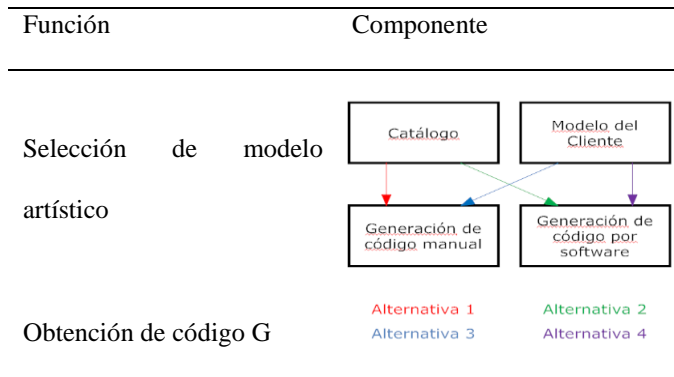 Función Componente
Catálogo
Modelo del
Cliente
Selección de modelo
artístico
Generación de
código manual
Generación de
código por
software
Alternativa 1 Alternativa 2
Alternativa 3 Alternativa 4
Obtención de código G